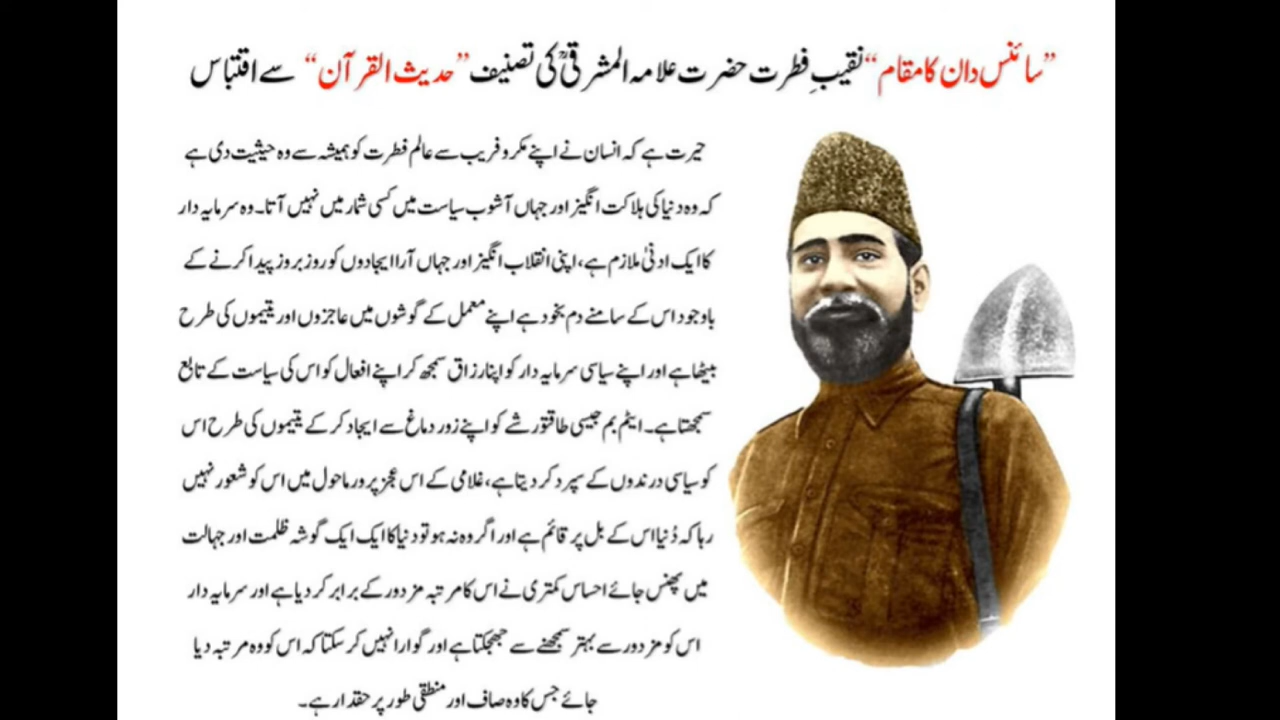 ”سائنس دان کا مقام“ نقیبِ فطرت حضرت علامہ المشرقیؒ کی تصنیف ”حدیث القرآن“ سے اقتباس
حیرت ہے کہ انسان نے اپنے مکر و فریب سے عالم فطرت کو ہمیشہ سے وہ حیثیت دی ہے
کہ وہ دنیا کی ہلاکت انگیز اور جہاں آشوب سیاست میں کسی شمار میں نہیں آتا۔ وہ سرمایہ دار
کا ایک ادنیٰ ملازم ہے، اپنی انقلاب انگیز اور جہاں آرا ایجادوں کو روز بروز پیدا کرنے کے
باوجود اس کے سامنے دم بخود ہے اپنے معمل کے گوشوں میں عاجزوں اور یتیموں کی طرح
بیٹھا ہے اور اپنے سیاسی سرمایہ دار کو اپنا رزاق سمجھ کر اپنے افعال کو اس کی سیاست کے تابع
سمجھتا ہے۔ ایٹم بم جیسی طاقتور شے کو اپنے زور دماغ سے ایجاد کر کے یتیموں کی طرح اس
کو سیاسی درندوں کے سپرد کر دیتا ہے، غلامی کے اس عجز پرور ماحول میں اس کو شعور نہیں
رہا کہ دُنیا اس کے بل پر قائم ہے اور اگر وہ نہ ہو تو دنیا کا ایک ایک گوشہ ظلمت اور جہالت
میں پھنس جائے احساس کمتری نے اس کا مرتبہ مزدور کے برابر کر دیا ہے اور سرمایہ دار
اس کو مزدور سے بہتر سمجھنے سے جھجکتا ہے اور گوارا نہیں کر سکتا کہ اس کو وہ مرتبہ دیا
جائے جس کا وہ صاف اور منطقی طور پر حقدار ہے۔